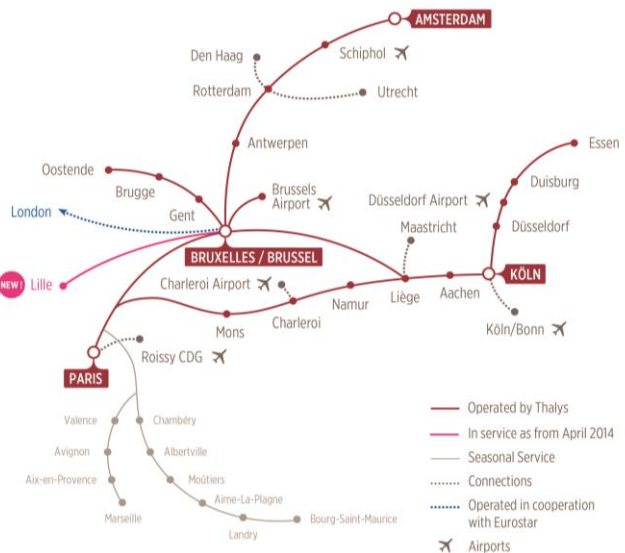 AMSTERDAM
Den Haag
Schiphol
Rotterdam
Utrecht
Antwerpen
Essen
Oostende
Brugge
Brussels
Airport
Duisburg
Düsseldorf Airport
London
Gent
Maastricht
Düsseldorf
BRUXELLES / BRUSSEL
NEW!
Lille
Charleroi Airport
KÖLN
Namur
Liège
Aachen
Mons
Charleroi
Köln/Bonn
Roissy CDG
PARIS
Valence
Chambéry
Avignon
Albertville
Aix-en-Provence
Moûtiers
Aime-La-Plagne
Marseille
Landry
Bourg-Saint-Maurice
Operated by Thalys
In service as from April 2014
Seasonal Service
Connections
Operated in cooperation
with Eurostar
Airports